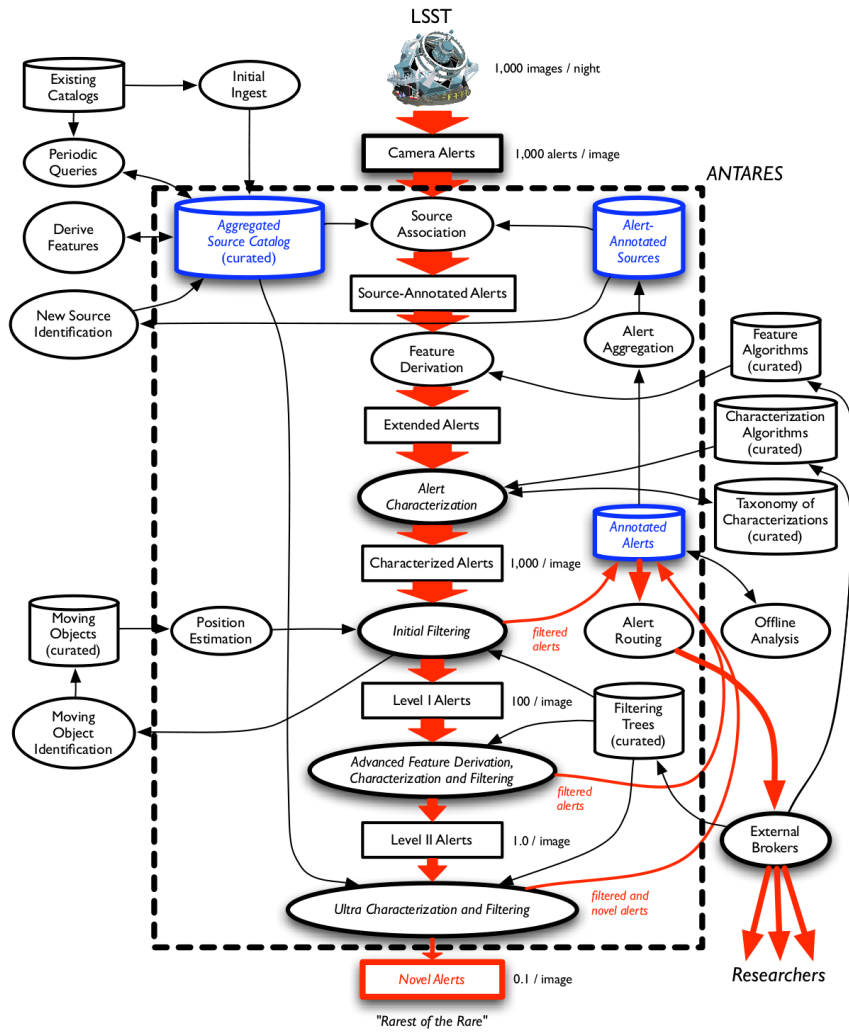 LSST
1,000 images / night
Existing
Catalogs
Initial
Ingest
Camera Alerts
1,000 alerts / image
Periodic
Queries
ANTARES
Derive
Features
Aggregated
Source Catalog
(curated)
Source
Association
Alert-
Annotated
Sources
New Source
Identification
Source-Annotated Alerts
Alert
Aggregation
Feature
Derivation
Feature
Algorithms
(curated)
Extended Alerts
Characterization
Algorithms
(curated)
Alert
Characterization
Taxonomy of
Characterizations
(curated)
Annotated
Alerts
Characterized Alerts
1,000 / image
Moving
Objects
(curated)
Position
Estimation
Initial Filtering
filtered
alerts
Alert
Routing
Offline
Analysis
Level I Alerts
100 / image
Filtering
Trees
(curated)
Moving
Object
Identification
Advanced Feature Derivation,
Characterization and Filtering
filtered
alerts
Level II Alerts
1.0 / image
External
Brokers
Ultra Characterization and Filtering
filtered and
novel alerts
Novel Alerts
0.1 / image
Researchers
"Rarest of the Rare"